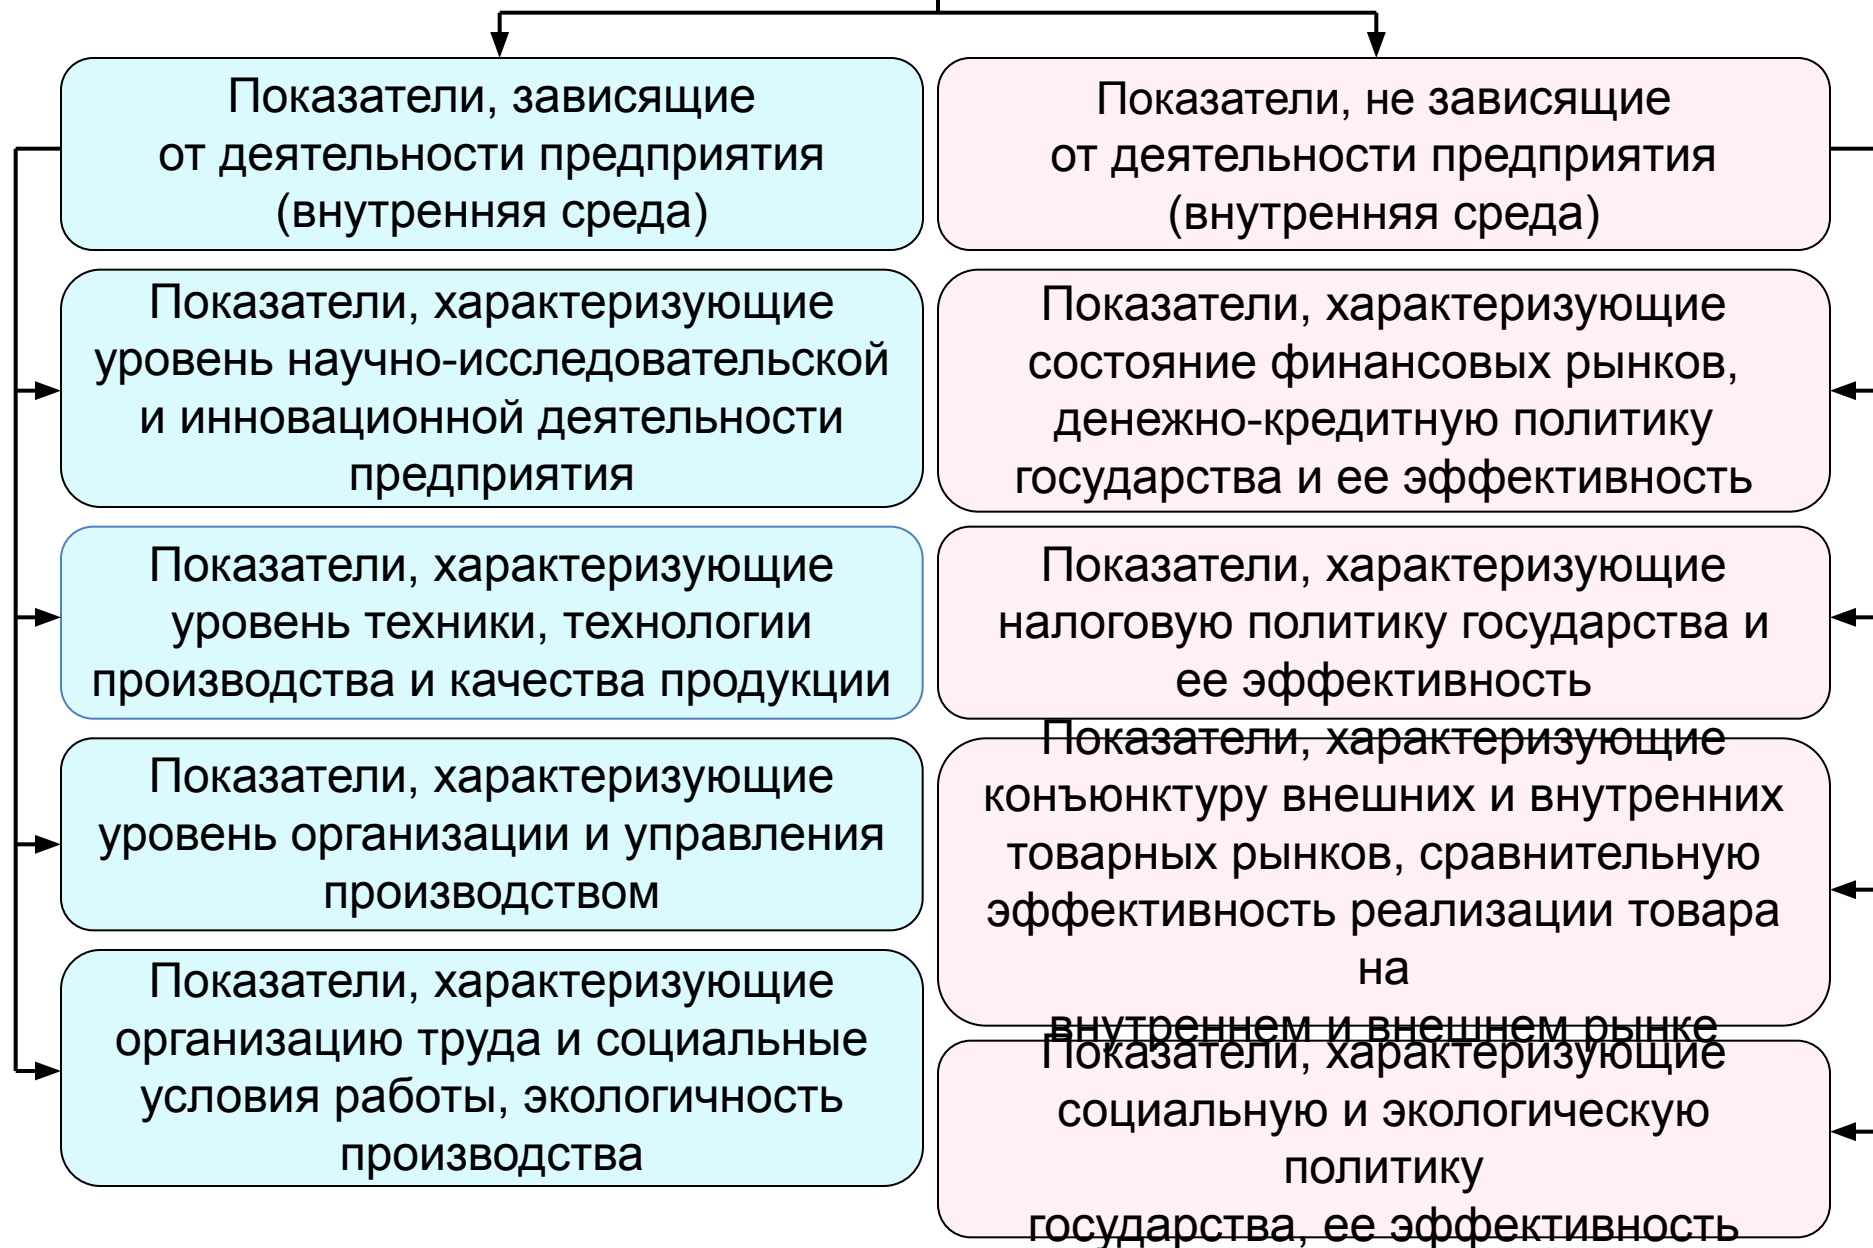 Показатели, зависящие
от деятельности предприятия
(внутренняя среда)
Показатели, характеризующие
уровень научно-исследовательской
и инновационной деятельности
предприятия
Показатели, характеризующие
уровень техники, технологии
производства и качества продукции
Показатели, характеризующие
уровень организации и управления
производством
Показатели, характеризующие
организацию труда и социальные
условия работы, экологичность
производства
Показатели, не зависящие
от деятельности предприятия
(внутренняя среда)
Показатели, характеризующие
состояние финансовых рынков,
денежно-кредитную политику
государства и ее эффективность
Показатели, характеризующие
налоговую политику государства и
ее эффективность
Показатели, характеризующие
конъюнктуру внешних и внутренних
товарных рынков, сравнительную
эффективность реализации товара
на
внутреннем и внешнем рынке
Показатели, характеризующие
социальную и экологическую
политику
государства, ее эффективность